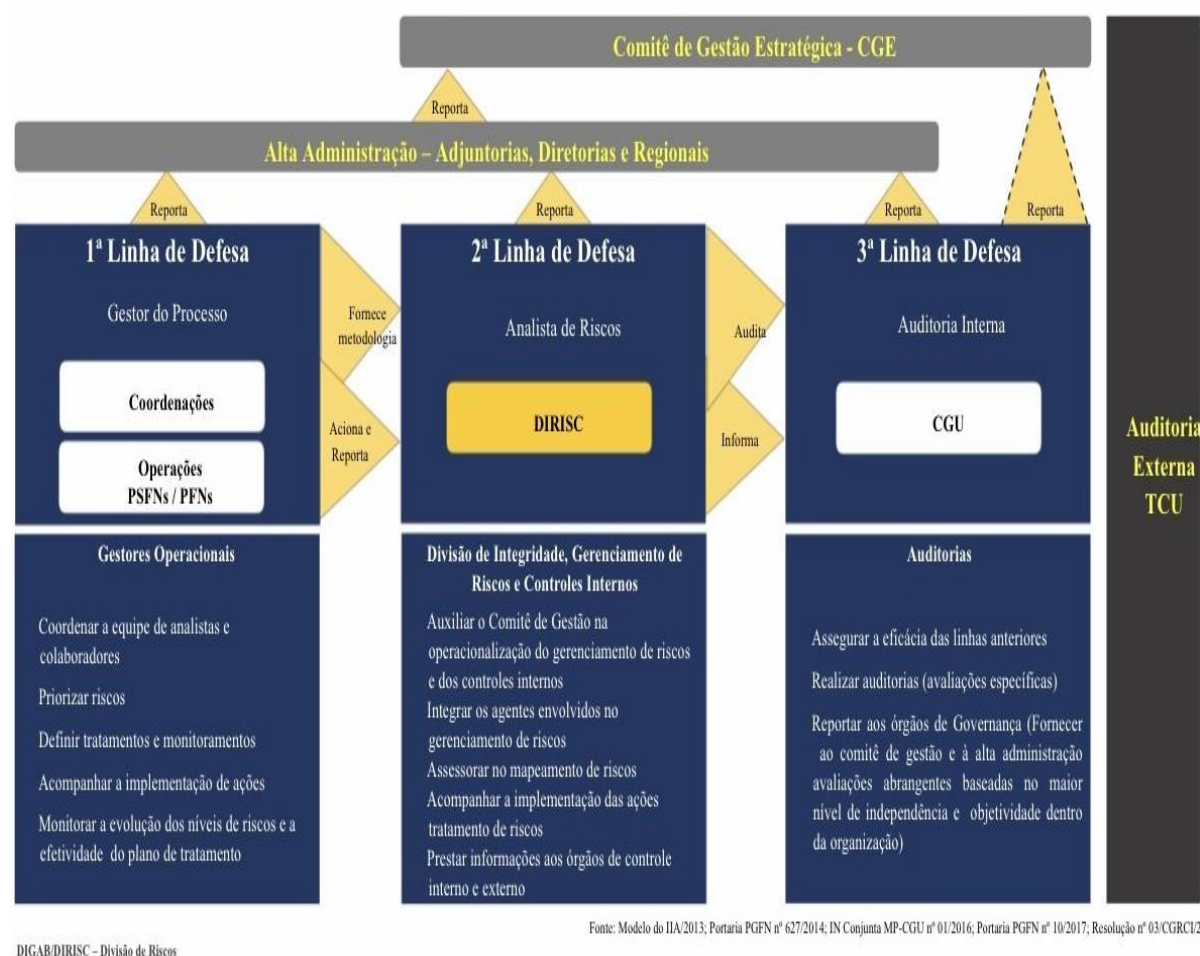 Comitê de Gestão Estratégica - CGE
Reporta
Alta Administração – Adjuntorias, Diretorias e Regionais
Reporta
Reporta
Reporta
Reporta
1ª Linha de Defesa
Gestor do Processo
Coordenações
Operações
PSFNs / PFNs
Fornece
metodologia
Aciona e
Reporta
2ª Linha de Defesa
Analista de Riscos
DIRISC
Audita
Informa
3ª Linha de Defesa
Auditoria Interna
CGU
Auditoria
Externa
TCU
Gestores Operacionais
Coordenar a equipe de analistas e
colaboradores
Priorizar riscos
Definir tratamentos e monitoramentos
Acompanhar a implementação de ações
Monitorar a evolução dos níveis de riscos e a
efetividade do plano de tratamento
Divisão de Integridade, Gerenciamento de
Riscos e Controles Internos
Auxiliar o Comitê de Gestão na
operacionalização do gerenciamento de riscos
e dos controles internos
Integrar os agentes envolvidos no
gerenciamento de riscos
Assessorar no mapeamento de riscos
Acompanhar a implementação das ações
tratamento de riscos
Prestar informações aos órgãos de controle
interno e externo
Auditorias
Assegurar a eficácia das linhas anteriores
Realizar auditorias (avaliações específicas)
Reportar aos órgãos de Governança (Fornecer
ao comitê de gestão e à alta administração
avaliações abrangentes baseadas no maior
nível de independência e objetividade dentro
da organização)
Fonte: Modelo do IIA/2013; Portaria PGFN nº 627/2014; IN Conjunta MP-CGU nº 01/2016; Portaria PGFN nº 10/2017; Resolução nº 03/CGRCI/2
DIGAB/DIRISC – Divisão de Riscos